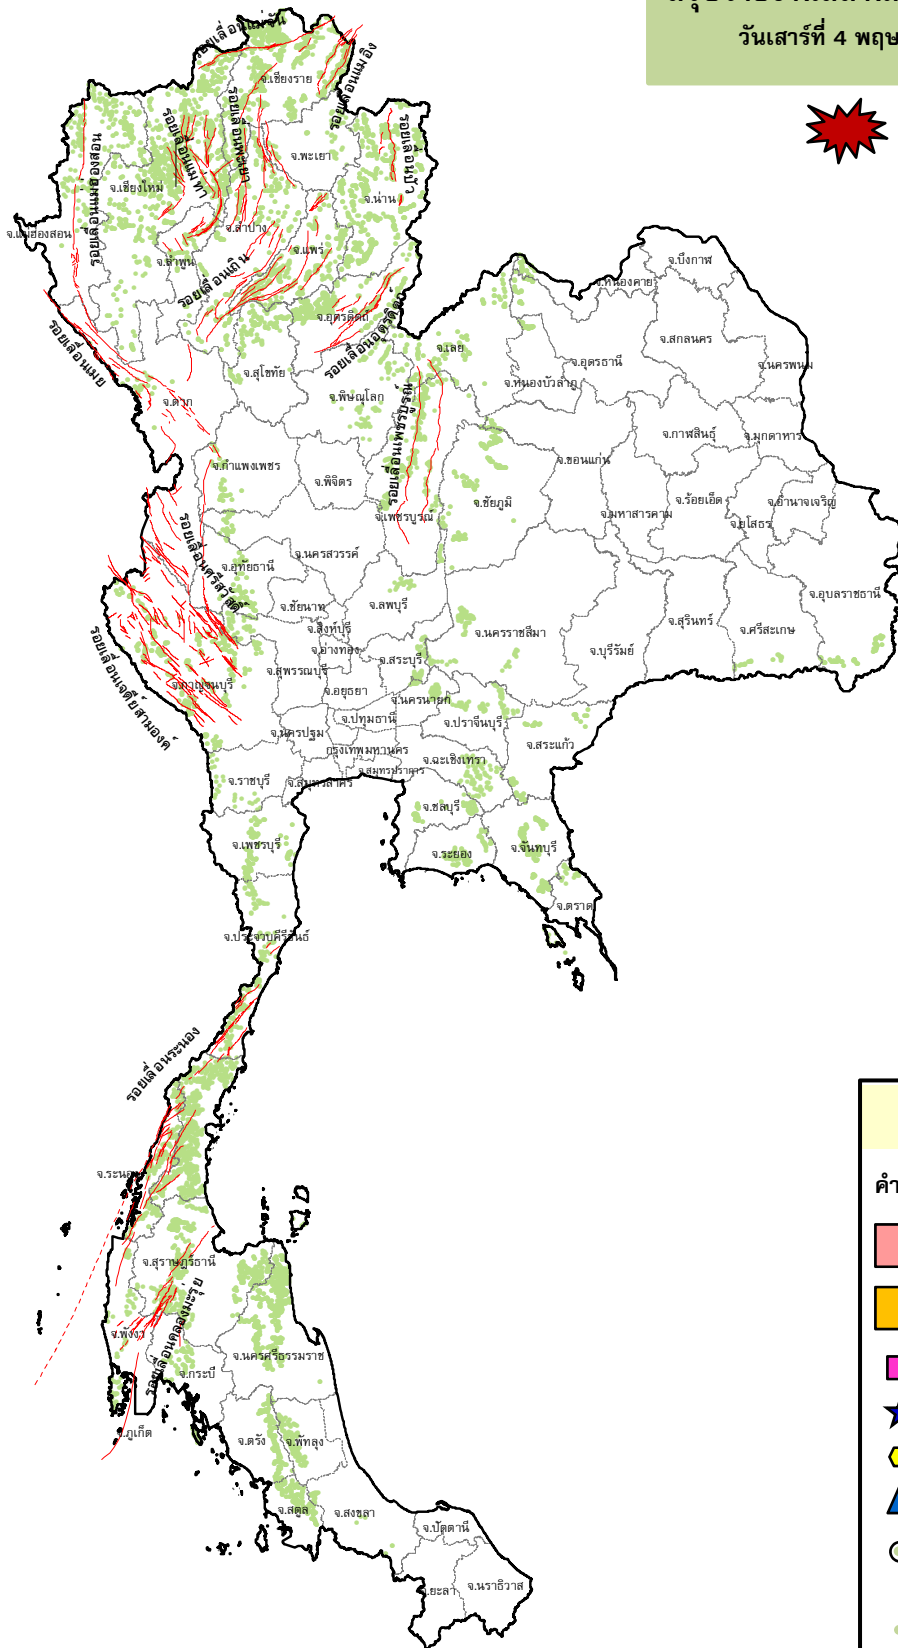 วันเสาร์ที่ 4 พฤษ
รอยเลื่อนแม่จัน
รอยเลื่อนแม่อิง
จ.เชียงราย
รอยเลื่อนพะเยา
รอยเลื่อนแม่ทา
รอยเลื่อนปัว
รอยเลื่อนแม่ฮ่องสอน
จ.พะเยา
จ.เชียงใหม่
จ.น่าน
จ.แม่ฮ่องสอน
จ.ลำปาง
จ.แพร่
จ.ลำพูน
รอยเลื่อนเถิน
จ.บึงกาฬ
จ.หนองคาย
จ.อุตรดิตถ์
รอยเลื่อนอุตรดิตถ์
รอยเลื่อนเมย
จ.เลย
จ.สกลนคร
จ.อุดรธานี
จ.นครพนม
จ.สุโขทัย
จ.หนองบัวลำภู
จ.ตาก
จ.พิษณุโลก
รอยเลื่อนเพชรบูรณ์
จ.กาฬสินธุ์
จ.มุกดาหาร
จ.กำแพงเพชร
จ.พิจิตร
จ.ขอนแก่น
จ.ชัยภูมิ
จ.ร้อยเอ็ด
จ.อำนาจเจริญ
จ.เพชรบูรณ์
จ.มหาสารคาม
จ.ยโสธร
รอยเลื่อนศรีสวัสดิ์
จ.นครสวรรค์
จ.อุทัยธานี
จ.ชัยนาท
จ.ลพบุรี
จ.อุบลราชธานี
จ.สิงห์บุรี
จ.นครราชสีมา
จ.สุรินทร์
จ.ศรีสะเกษ
จ.อ่างทอง
จ.สระบุรี
จ.บุรีรัมย์
รอยเลื่อนเจดีย์สามองค์
จ.กาญจนบุรี
จ.สุพรรณบุรี
จ.อยุธยา
จ.นครนายก
จ.ปทุมธานี
จ.ปราจีนบุรี
จ.นครปฐม
กรุงเทพมหานคร
จ.สระแก้ว
จ.ฉะเชิงเทรา
จ.สมุทรปราการ
จ.ราชบุรี
จ.สมุทรสาคร
จ.ชลบุรี
จ.เพชรบุรี
จ.ระยอง
จ.จันทบุรี
จ.ตราด
จ.ประจวบคีรีขันธ์
รอยเลื่อนระนอง
จ.ระนอง
คำ
จ.สุราษฎร์ธานี
รอยเลื่อนคลองมะรุ่ย
จ.พังงา
จ.นครศรีธรรมราช
จ.กระบี่
จ.ภูเก็ต
จ.ตรัง
จ.พัทลุง
จ.สตูล
จ.สงขลา
จ.ปัตตานี
จ.ยะลา
จ.นราธิวาส